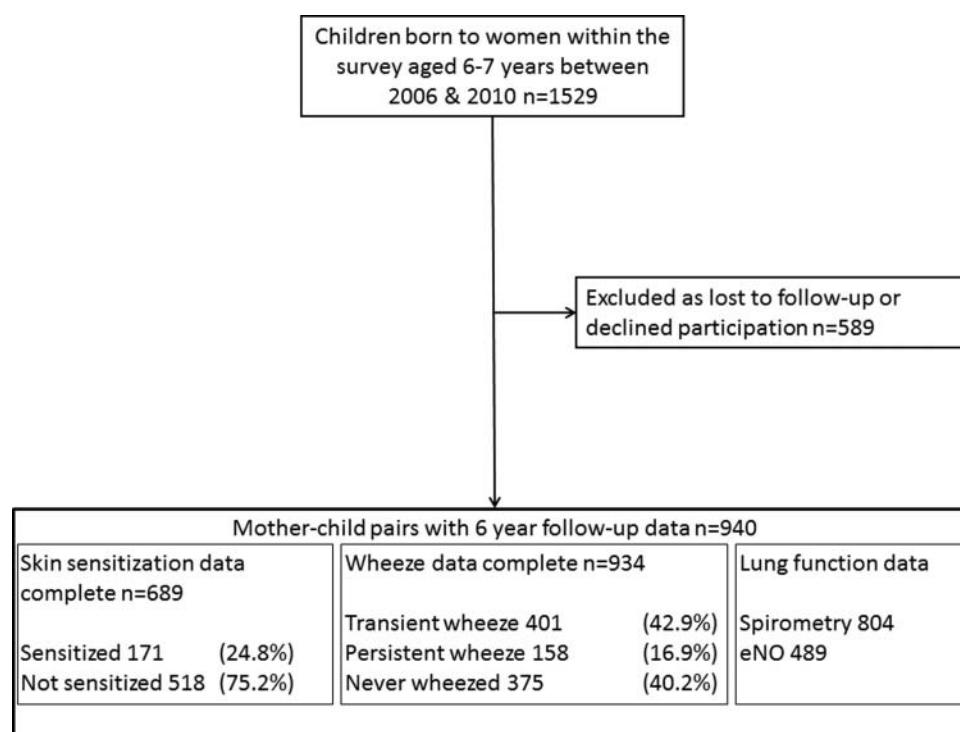 Children born to women within the
survey aged 6-7 years between
2006 & 2010 n=1529
Excluded as lost to follow-up or
declined participation n=589
Mother-child pairs with 6 year follow-up data n=940
Skin sensitization data
complete n=689
Sensitized 171 (24.8%)
Not sensitized 518 (75.2%)
Wheeze data complete n=934
Transient wheeze 401 (42.9%)
Persistent wheeze 158 (16.9%)
Never wheezed 375 (40.2%)
Lung function data
Spirometry 804
eNO 489